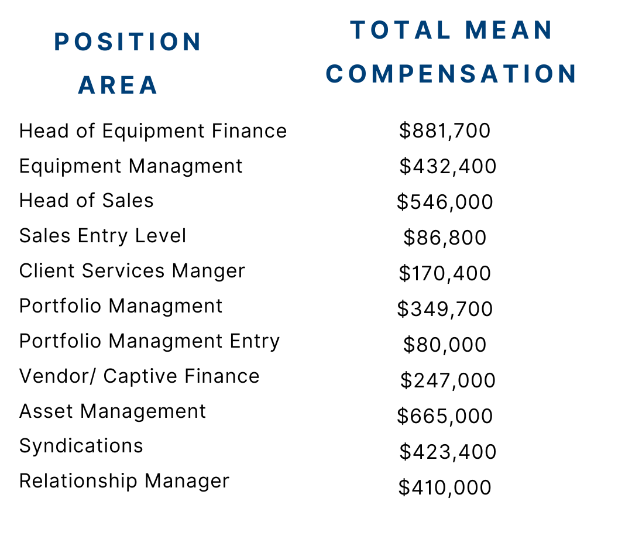 POSITION
AREA
TOTAL MEAN
COMPENSATION
Head of Equipment Finance $881,700
Equipment Managment $432,400
Head of Sales $546,000
Sales Entry Level $86,800
Client Services Manger $170,400
Portfolio Managment $349,700
Portfolio Managment Entry $80,000
Vendor/ Captive Finance $247,000
Asset Management $665,000
Syndications $423,400
Relationship Manager $410,000